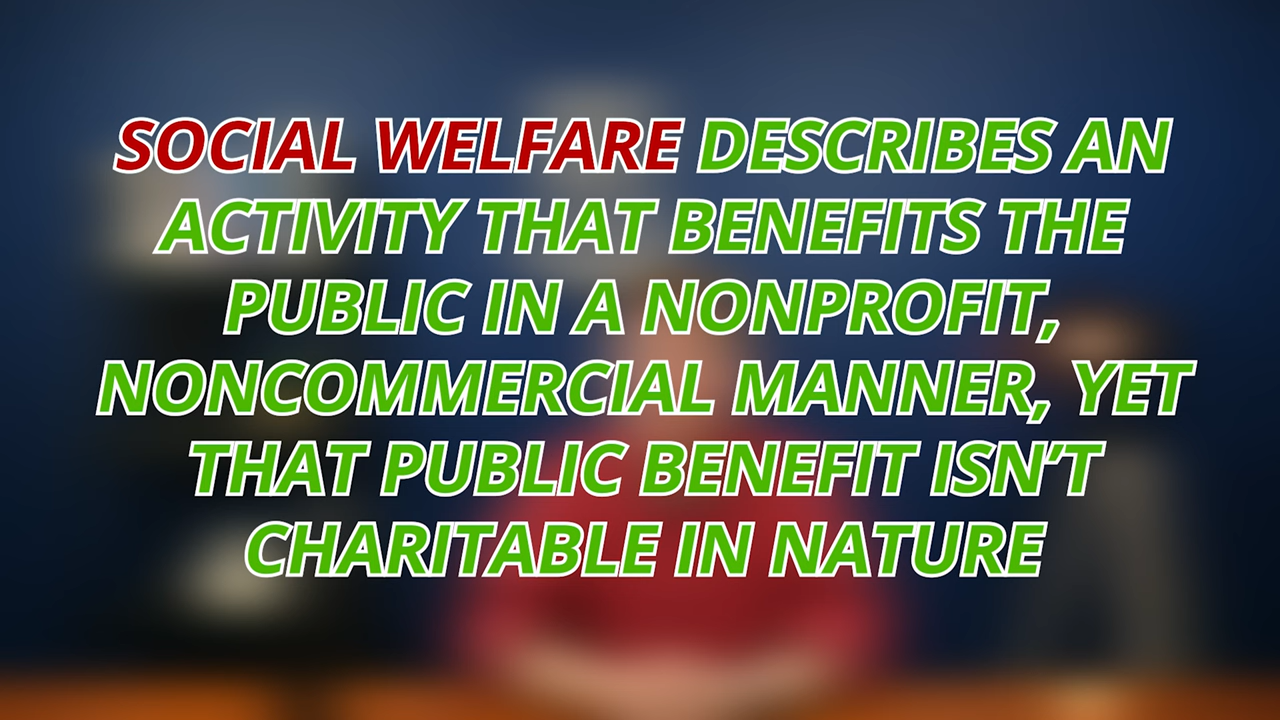 SOCIAL WELFARE DESCRIBES AN
ACTIVITY THAT BENEFITS THE
PUBLIC IN A NONPROFIT,
NONCOMMERCIAL MANNER, YET
THAT PUBLIC BENEFIT ISN’T
CHARITABLE IN NATURE